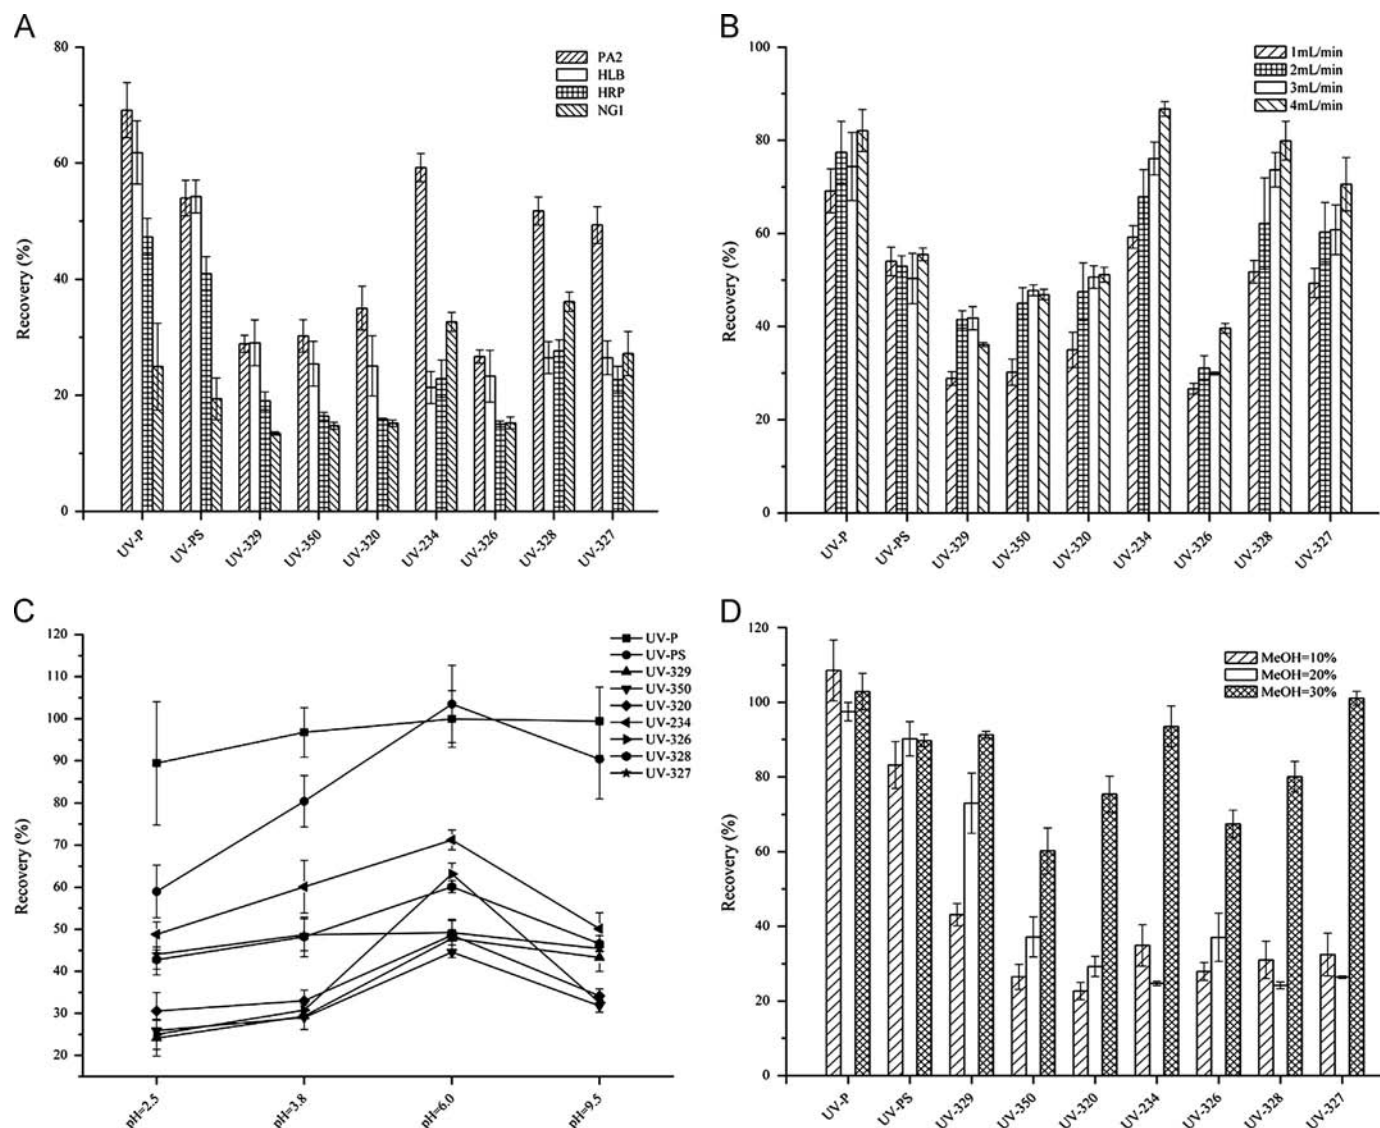 A
Recovery (%)
80
60
40
20
0
PA2
HLB
HRP
NGI
UV-P
UV-PS
UV-329
UV-350
UV-320
UV-234
UV-326
UV-328
UV-327
B
Recovery (%)
100
80
60
40
20
0
1mL/min
2mL/min
3mL/min
4mL/min
UV-P
UV-PS
UV-329
UV-350
UV-320
UV-234
UV-326
UV-328
UV-327
C
Recovery (%)
120
110
100
90
80
70
60
50
40
30
20
UV-P
UV-PS
UV-329
UV-350
UV-320
UV-234
UV-326
UV-328
UV-327
pH=2.5
pH=3.8
pH=6.0
pH=9.5
D
Recovery (%)
120
100
80
60
40
20
0
MeOH=10%
MeOH=20%
MeOH=30%
UV-P
UV-PS
UV-329
UV-350
UV-320
UV-234
UV-326
UV-328
UV-327